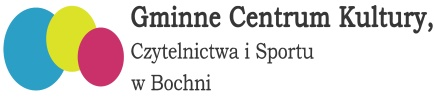 Gminne Centrum Kultury,
Czytelnictwa i Sportu
w Bochni